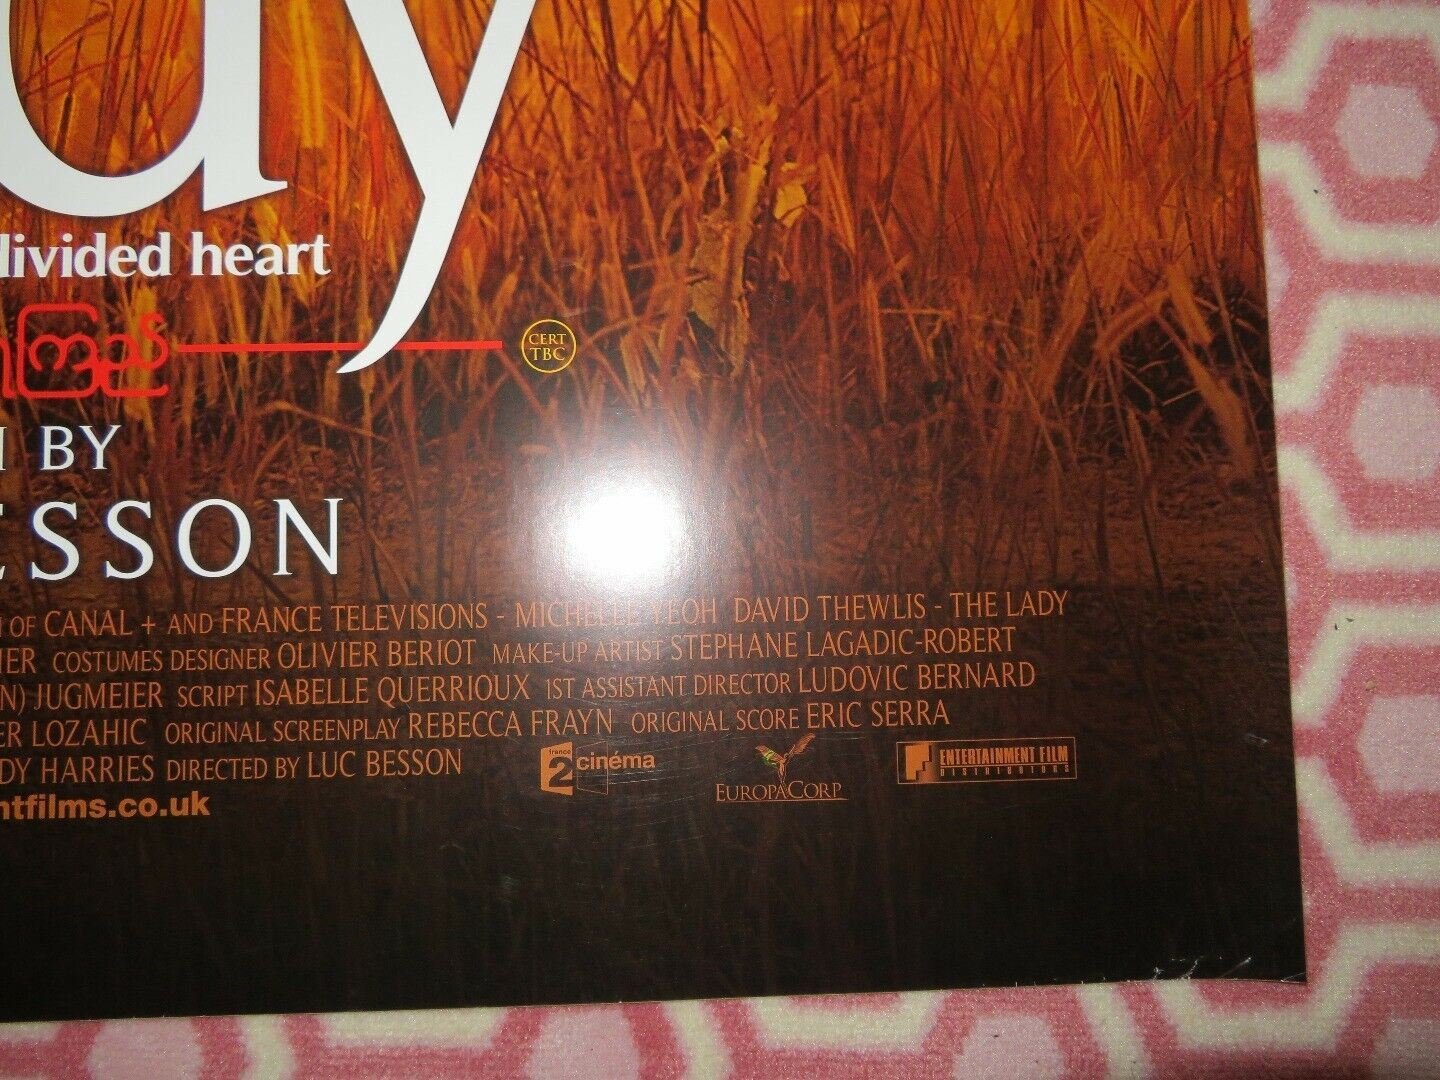 dy
divided heart
ကြည်
CERT
TBC
BY
ESSON
OF CANAL + AND FRANCE TELEVISIONS - MICHELLE YEOH DAVID THEWLIS - THE LADY
IER COSTUMES DESIGNER OLIVIER BERIOT MAKE-UP ARTIST STEPHANE LAGADIC-ROBERT
N) JUGMEIER SCRIPT ISABELLE QUERRIOUX 1ST ASSISTANT DIRECTOR LUDOVIC BERNARD
ER LOZAHIC ORIGINAL SCREENPLAY REBECCA FRAYN ORIGINAL SCORE ERIC SERRA
DY HARRIES DIRECTED BY LUC BESSON
france 2 cinéma
EUROPACORP
ENTERTAINMENT FILM
DISTRIBUTORS
ntfilms.co.uk